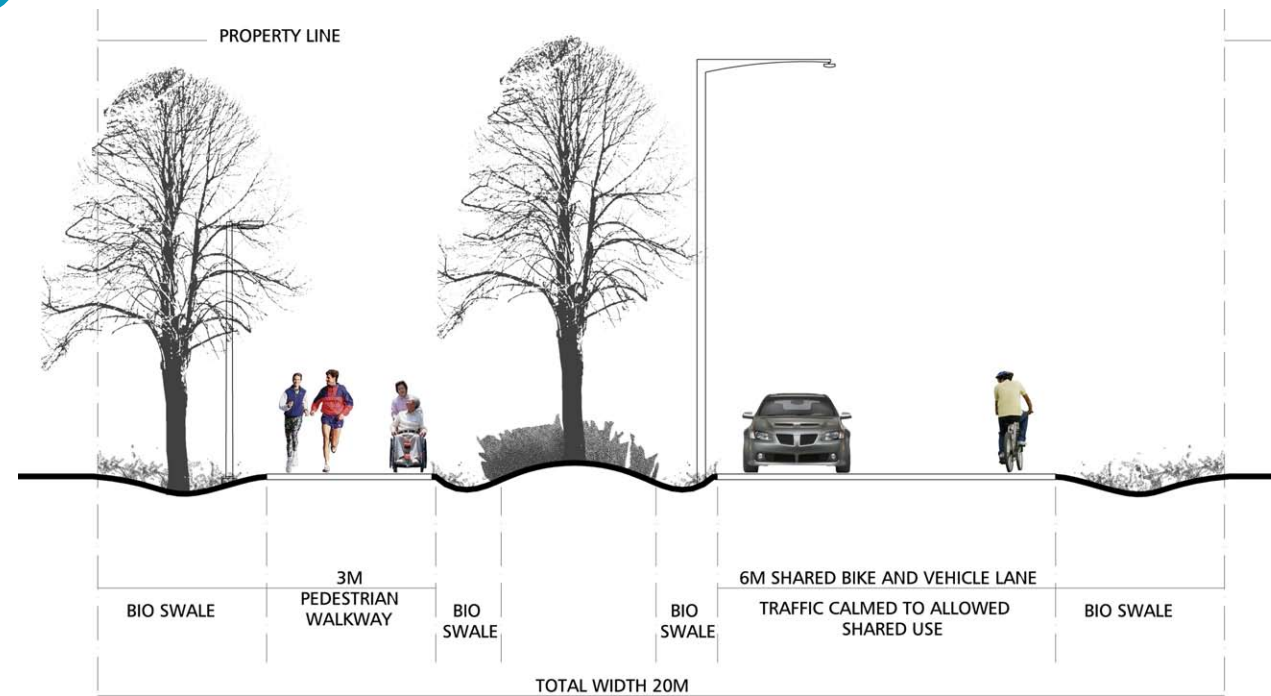 PROPERTY LINE
BIO SWALE
3M
PEDESTRIAN
WALKWAY
BIO
SWALE
BIO
SWALE
6M SHARED BIKE AND VEHICLE LANE
TRAFFIC CALMED TO ALLOWED
SHARED USE
BIO SWALE
TOTAL WIDTH 20M